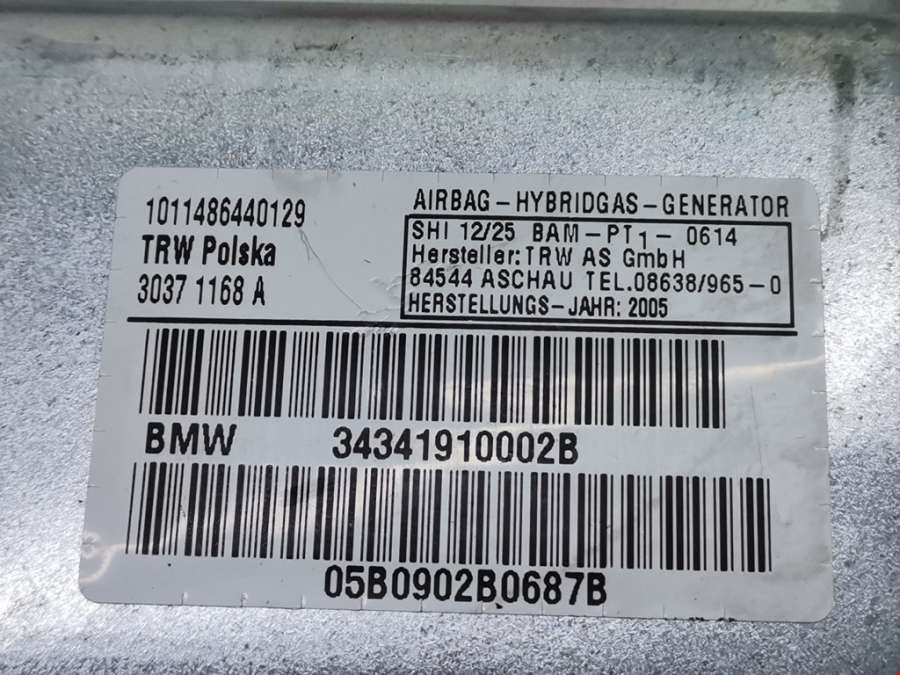 1011486440129
TRW Polska
3037 1168 A
AIRBAG-HYBRIDGAS-GENERATOR
SHI 12/25 BAM-PT1-0614
Hersteller: TRW AS GmbH
84544 ASCHAU TEL.08638/965-0
HERSTELLUNGS-JAHR: 2005
BMW 34341910002B
05B0902B0687B